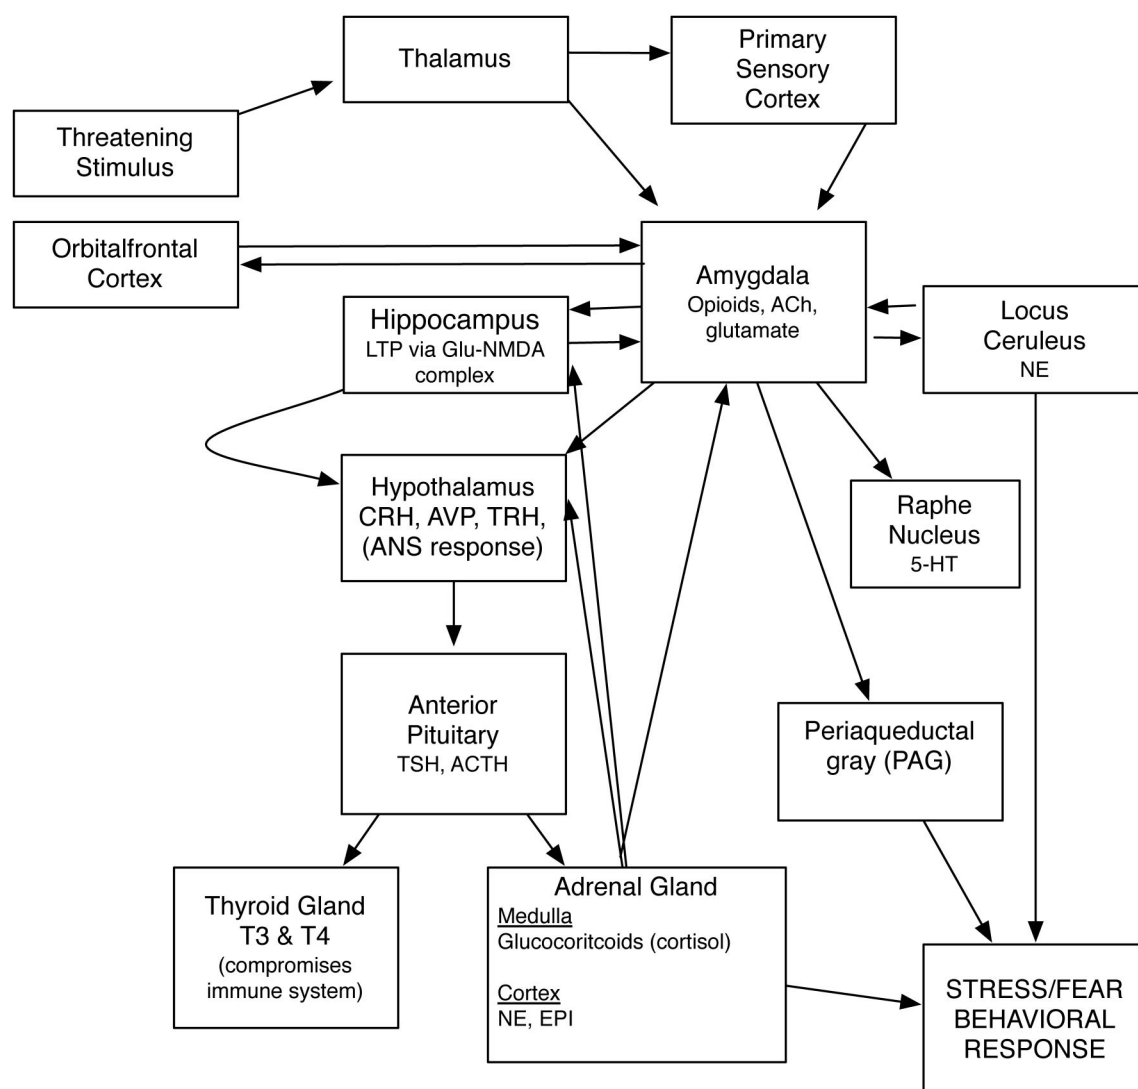 Thalamus
Primary
Sensory
Cortex
Threatening
Stimulus
Orbitalfrontal
Cortex
Amygdala
Opioids, ACh,
glutamate
Hippocampus
LTP via Glu-NMDA
complex
Locus
Ceruleus
NE
Hypothalamus
CRH, AVP, TRH,
(ANS response)
Raphe
Nucleus
5-HT
Anterior
Pituitary
TSH, ACTH
Periaqueductal
gray (PAG)
Thyroid Gland
T3 & T4
(compromises
immune system)
Adrenal Gland
Medulla
Glucocoritcoids (cortisol)
Cortex
NE, EPI
STRESS/FEAR
BEHAVIORAL
RESPONSE